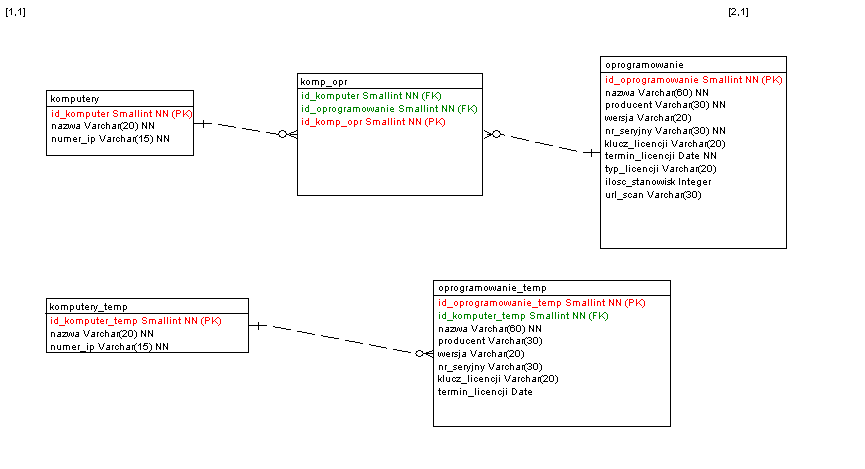 [1,1]
[2,1]
komputery
id_komputer Smallint NN (PK)
nazwa Varchar(20) NN
numer_ip Varchar(15) NN
komp_opr
id_komputer Smallint NN (FK)
id_oprogramowanie Smallint NN (FK)
id_komp_opr Smallint NN (PK)
oprogramowanie
id_oprogramowanie Smallint NN (PK)
nazwa Varchar(60) NN
producent Varchar(30) NN
wersja Varchar(20)
nr_seryjny Varchar(30) NN
klucz_licencji Varchar(20)
termin_licencji Date NN
typ_licencji Varchar(20)
ilosc_stanowisk Integer
url_scan Varchar(30)
komputery_temp
id_komputer_temp Smallint NN (PK)
nazwa Varchar(20) NN
numer_ip Varchar(15) NN
oprogramowanie_temp
id_oprogramowanie_temp Smallint NN (PK)
id_komputer_temp Smallint NN (FK)
nazwa Varchar(60) NN
producent Varchar(30)
wersja Varchar(20)
nr_seryjny Varchar(30)
klucz_licencji Varchar(20)
termin_licencji Date